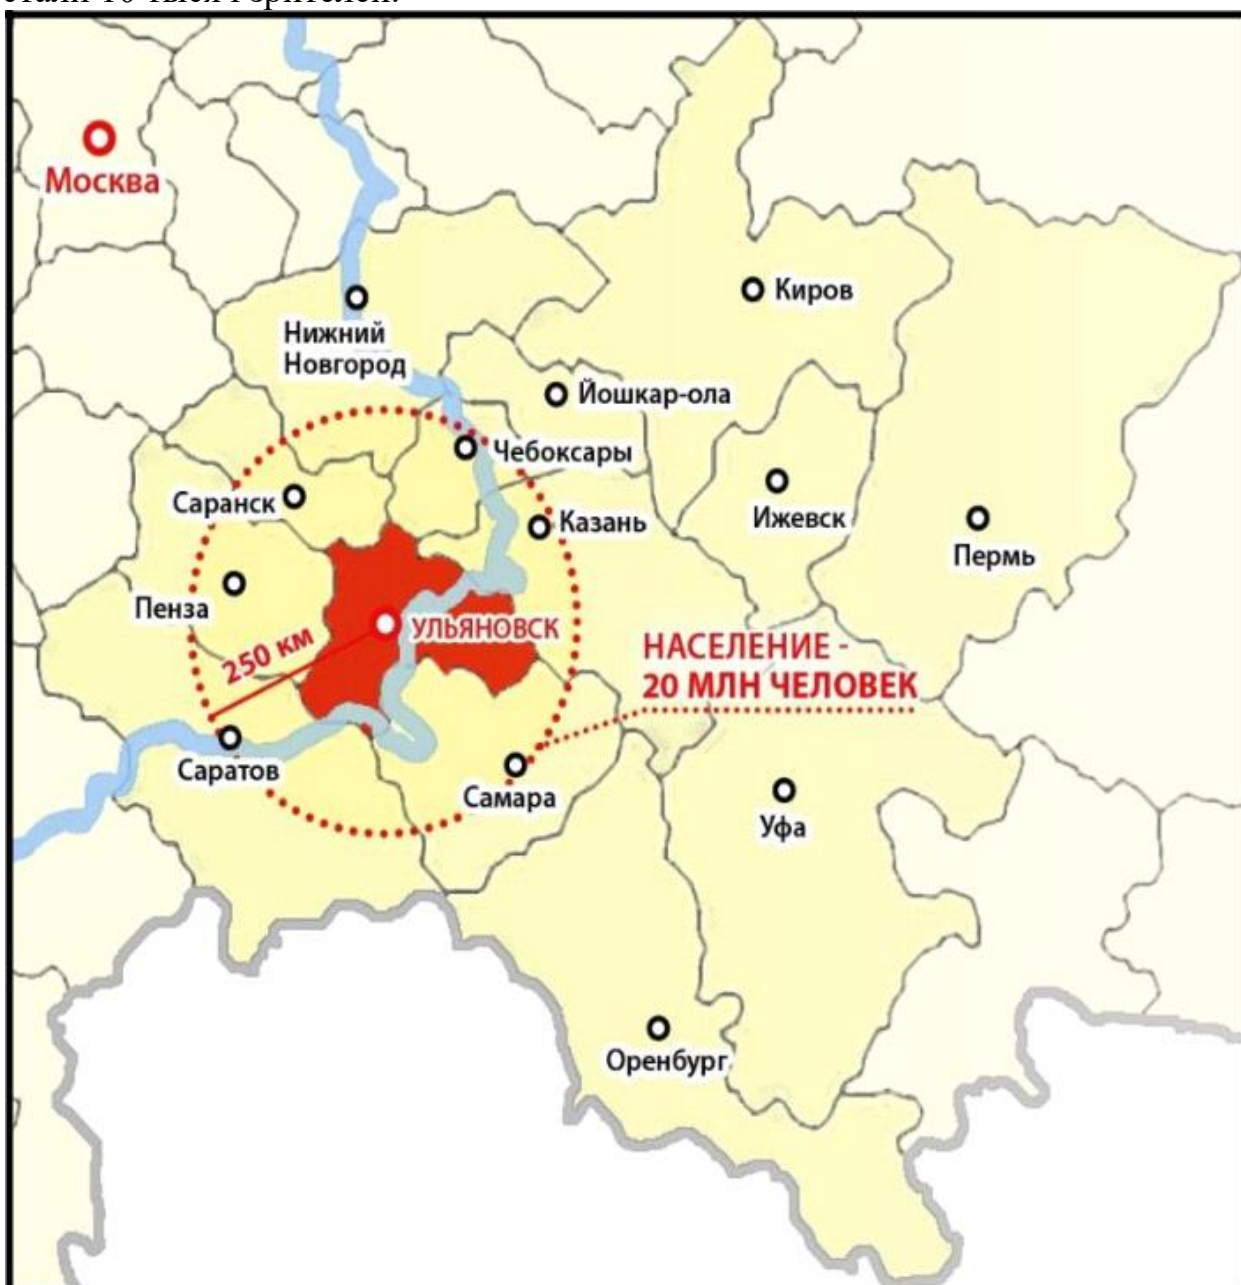 Москва
Киров
Нижний
Новгород
Йошкар-ола
Чебоксары
Саранск
Казань
Ижевск
Пермь
Пенза
УЛЬЯНОВСК
250 км
НАСЕЛЕНИЕ -
20 МЛН ЧЕЛОВЕК
Саратов
Самара
Уфа
Оренбург